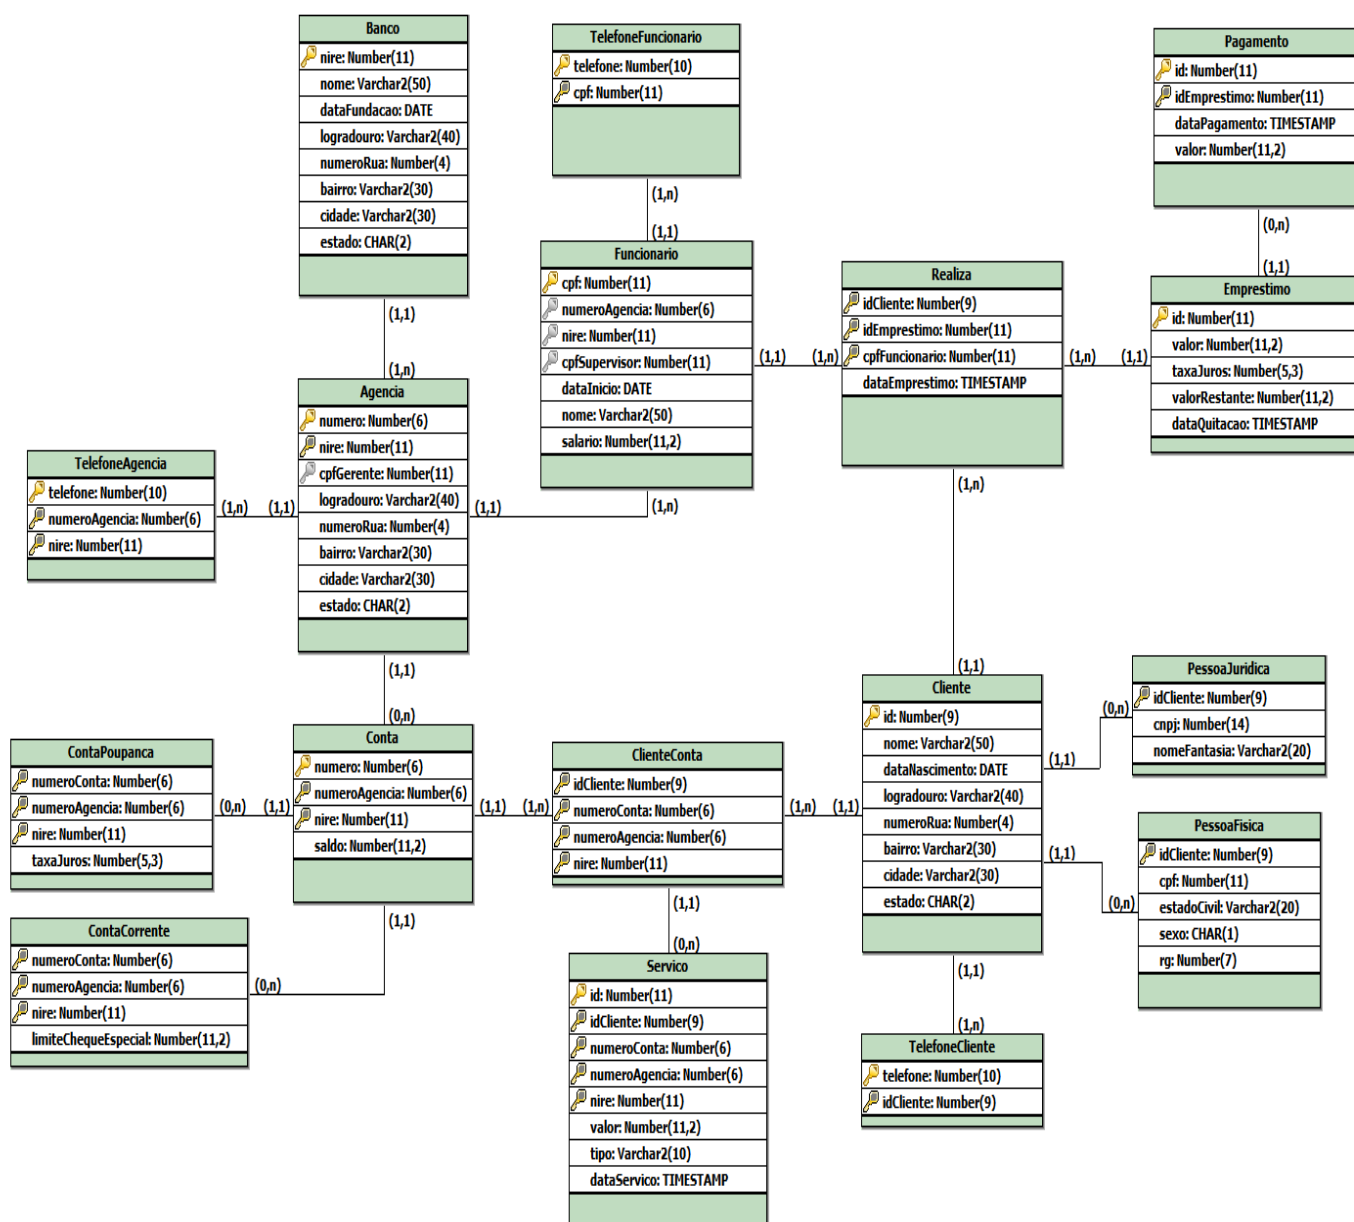 Banco
nire: Number(11)
nome: Varchar2(50)
dataFundacao: DATE
logradouro: Varchar2(40)
numeroRua: Number(4)
bairro: Varchar2(30)
cidade: Varchar2(30)
estado: CHAR(2)
(1,1)
(1,n)
TelefoneFuncionario
telefone: Number(10)
cpf: Number(11)
(1,n)
(1,1)
Pagamento
id: Number(11)
idEmprestimo: Number(11)
dataPagamento: TIMESTAMP
valor: Number(11,2)
(0,n)
(1,1)
Funcionario
cpf: Number(11)
numeroAgencia: Number(6)
nire: Number(11)
cpfSupervisor: Number(11)
dataInicio: DATE
nome: Varchar2(50)
salario: Number(11,2)
(1,1)
(1,n)
(1,n)
Realiza
idCliente: Number(9)
idEmprestimo: Number(11)
cpfFuncionario: Number(11)
dataEmprestimo: TIMESTAMP
(1,n)
(1,1)
(1,n)
(1,1)
Emprestimo
id: Number(11)
valor: Number(11,2)
taxaJuros: Number(5,3)
valorRestante: Number(11,2)
dataQuitacao: TIMESTAMP
Agencia
numero: Number(6)
nire: Number(11)
cpfGerente: Number(11)
logradouro: Varchar2(40)
numeroRua: Number(4)
bairro: Varchar2(30)
cidade: Varchar2(30)
estado: CHAR(2)
(1,1)
(1,1)
(0,n)
TelefoneAgencia
telefone: Number(10)
numeroAgencia: Number(6)
nire: Number(11)
(1,n)
(1,1)
Conta
numero: Number(6)
numeroAgencia: Number(6)
nire: Number(11)
saldo: Number(11,2)
(1,1)
(1,n)
(1,1)
ContaPoupanca
numeroConta: Number(6)
numeroAgencia: Number(6)
nire: Number(11)
taxaJuros: Number(5,3)
(0,n)
(1,1)
ContaCorrente
numeroConta: Number(6)
numeroAgencia: Number(6)
nire: Number(11)
limiteChequeEspecial: Number(11,2)
(0,n)
ClienteConta
idCliente: Number(9)
numeroConta: Number(6)
numeroAgencia: Number(6)
nire: Number(11)
(1,n)
(1,1)
(1,1)
(0,n)
Servico
id: Number(11)
idCliente: Number(9)
numeroConta: Number(6)
numeroAgencia: Number(6)
nire: Number(11)
valor: Number(11,2)
tipo: Varchar2(10)
dataServico: TIMESTAMP
Cliente
id: Number(9)
nome: Varchar2(50)
dataNascimento: DATE
logradouro: Varchar2(40)
numeroRua: Number(4)
bairro: Varchar2(30)
cidade: Varchar2(30)
estado: CHAR(2)
(1,1)
(0,n)
(1,1)
(0,n)
(1,1)
(1,n)
PessoaJuridica
idCliente: Number(9)
cnpj: Number(14)
nomeFantasia: Varchar2(20)
PessoaFisica
idCliente: Number(9)
cpf: Number(11)
estadoCivil: Varchar2(20)
sexo: CHAR(1)
rg: Number(7)
TelefoneCliente
telefone: Number(10)
idCliente: Number(9)